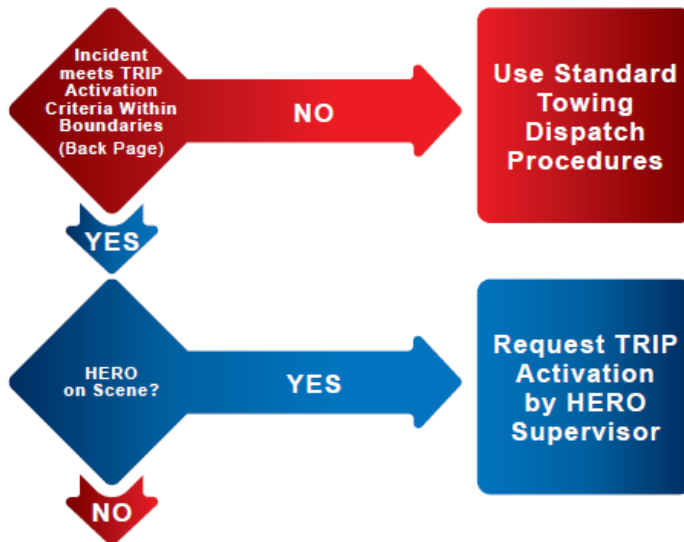 Incident
meets TRIP
Activation
Criteria Within
Boundaries
(Back Page)
NO
Use Standard
Towing
Dispatch
Procedures
YES
HERO
on Scene?
YES
Request TRIP
Activation
by HERO
Supervisor
NO